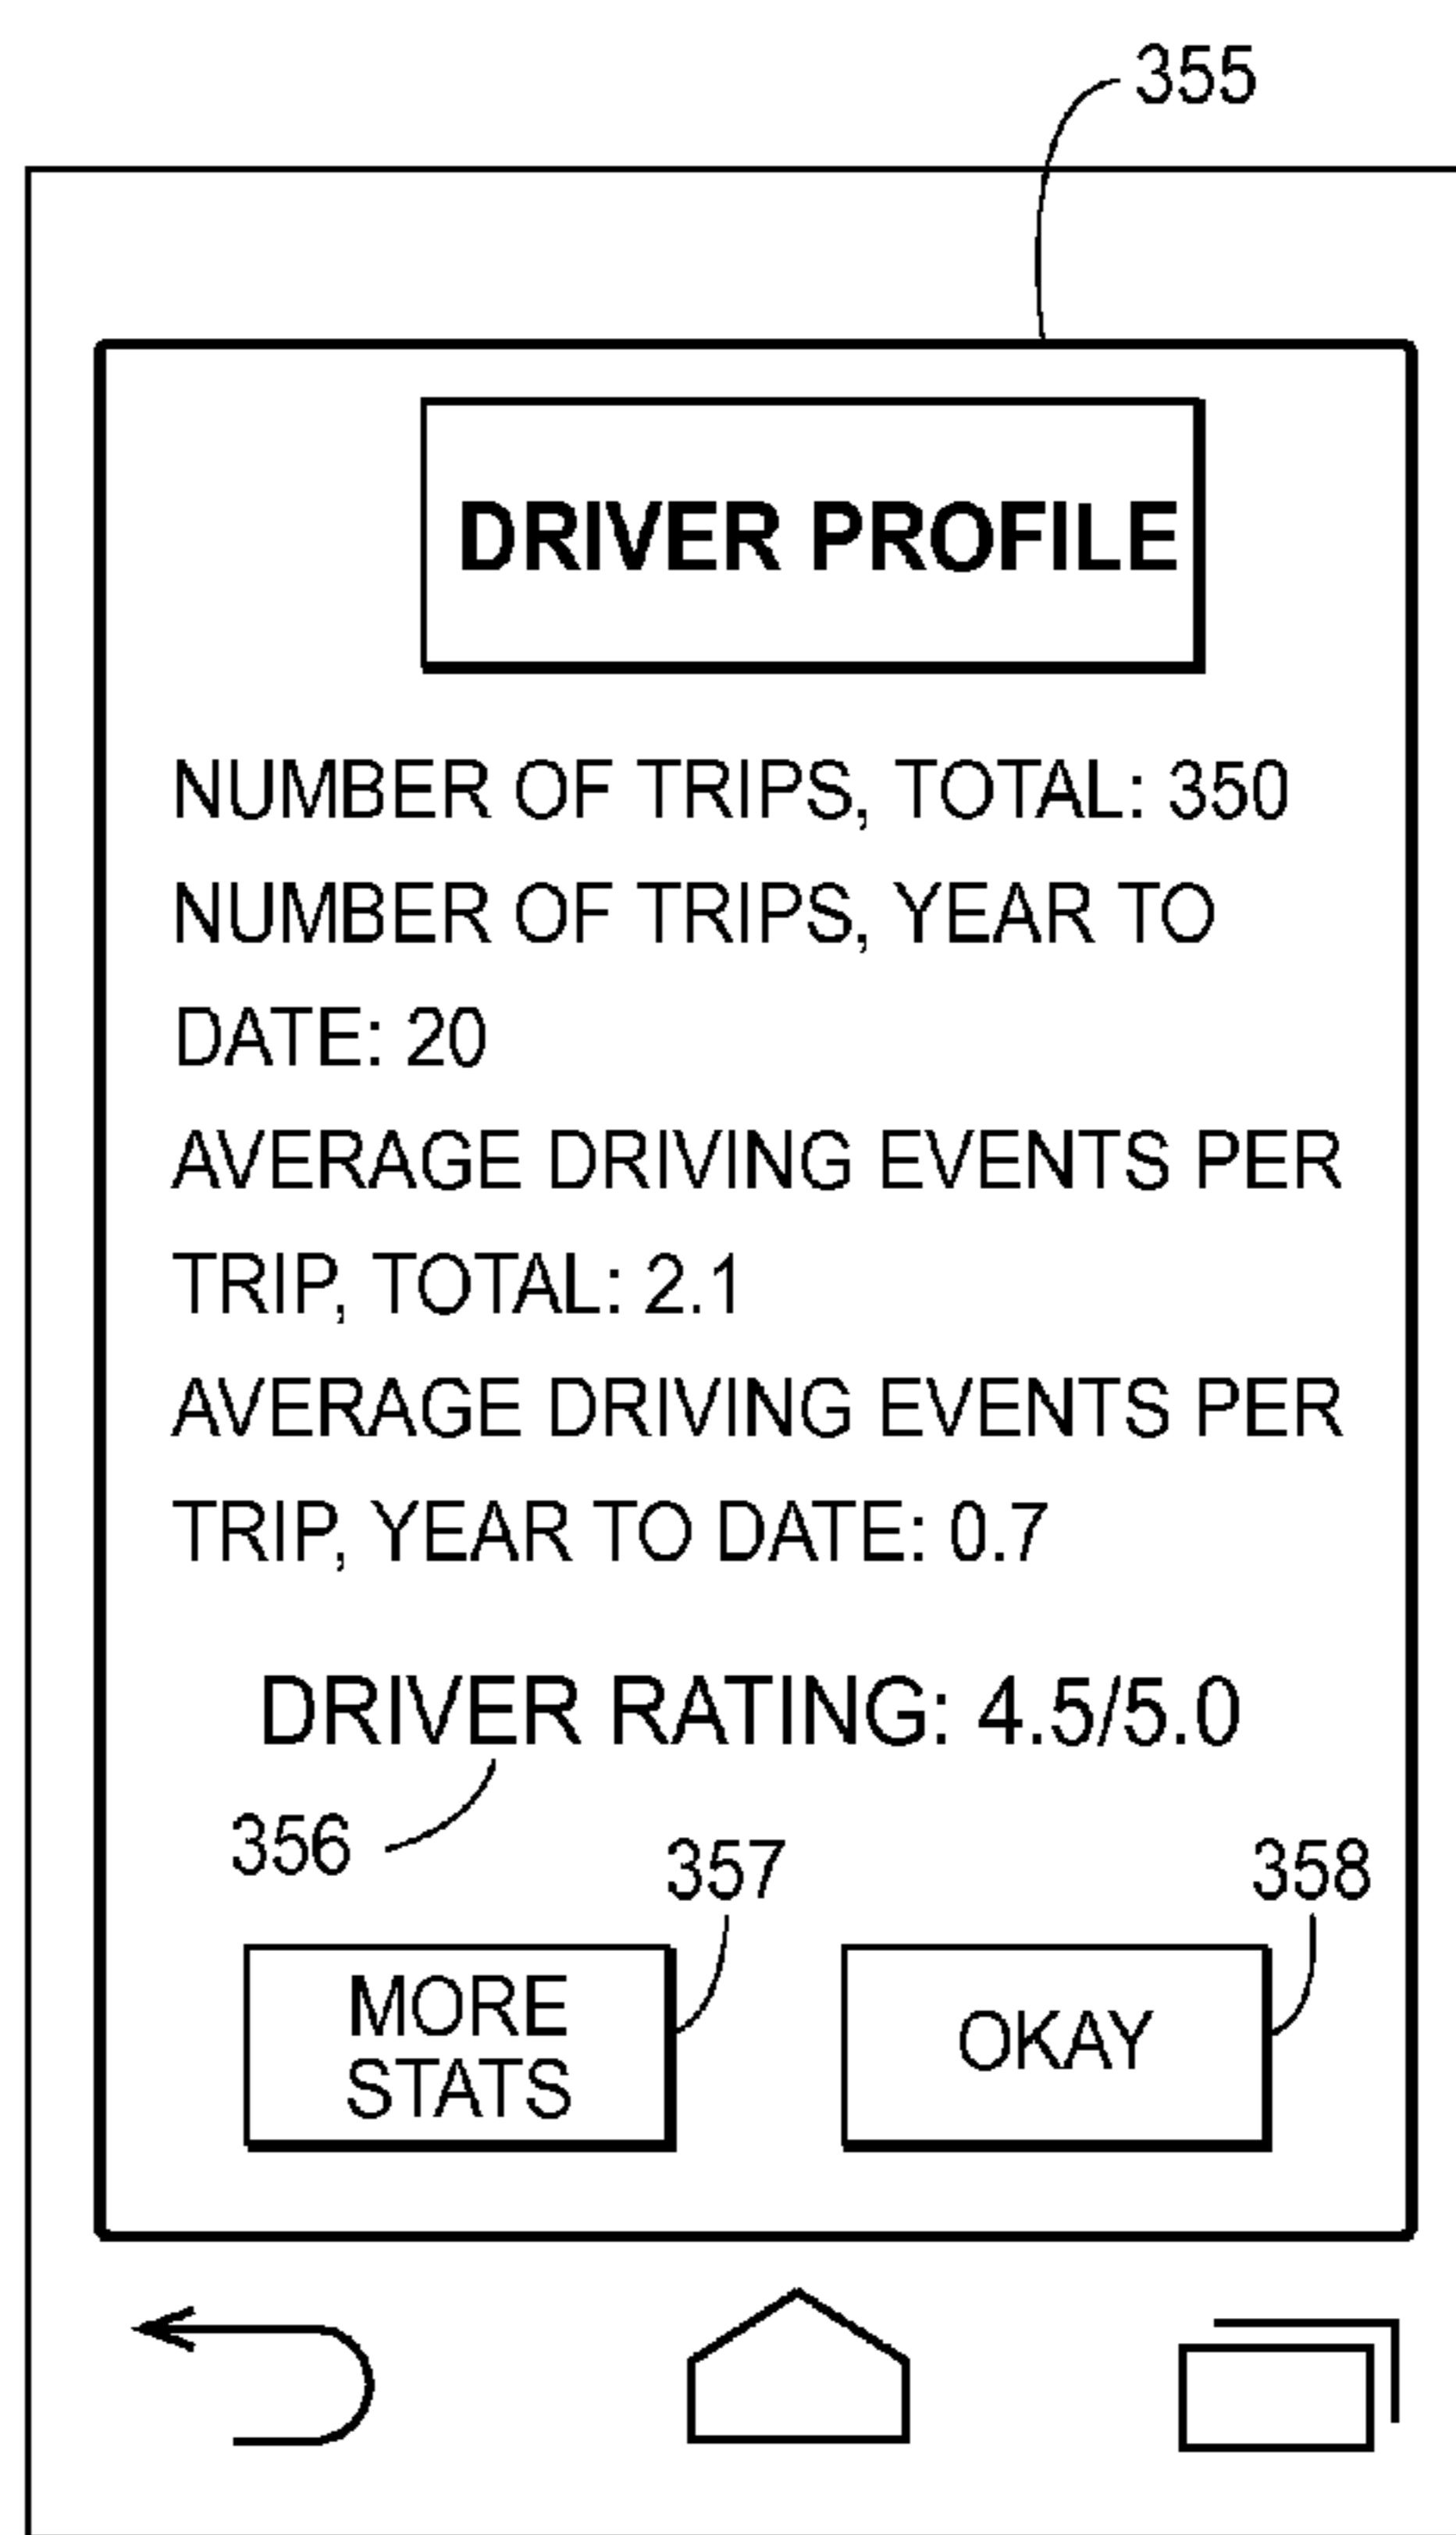 355
DRIVER PROFILE
NUMBER OF TRIPS, TOTAL: 350
NUMBER OF TRIPS, YEAR TO
DATE: 20
AVERAGE DRIVING EVENTS PER
TRIP, TOTAL: 2.1
AVERAGE DRIVING EVENTS PER
TRIP, YEAR TO DATE: 0.7
DRIVER RATING: 4.5/5.0
356
357
358
MORE
STATS
OKAY